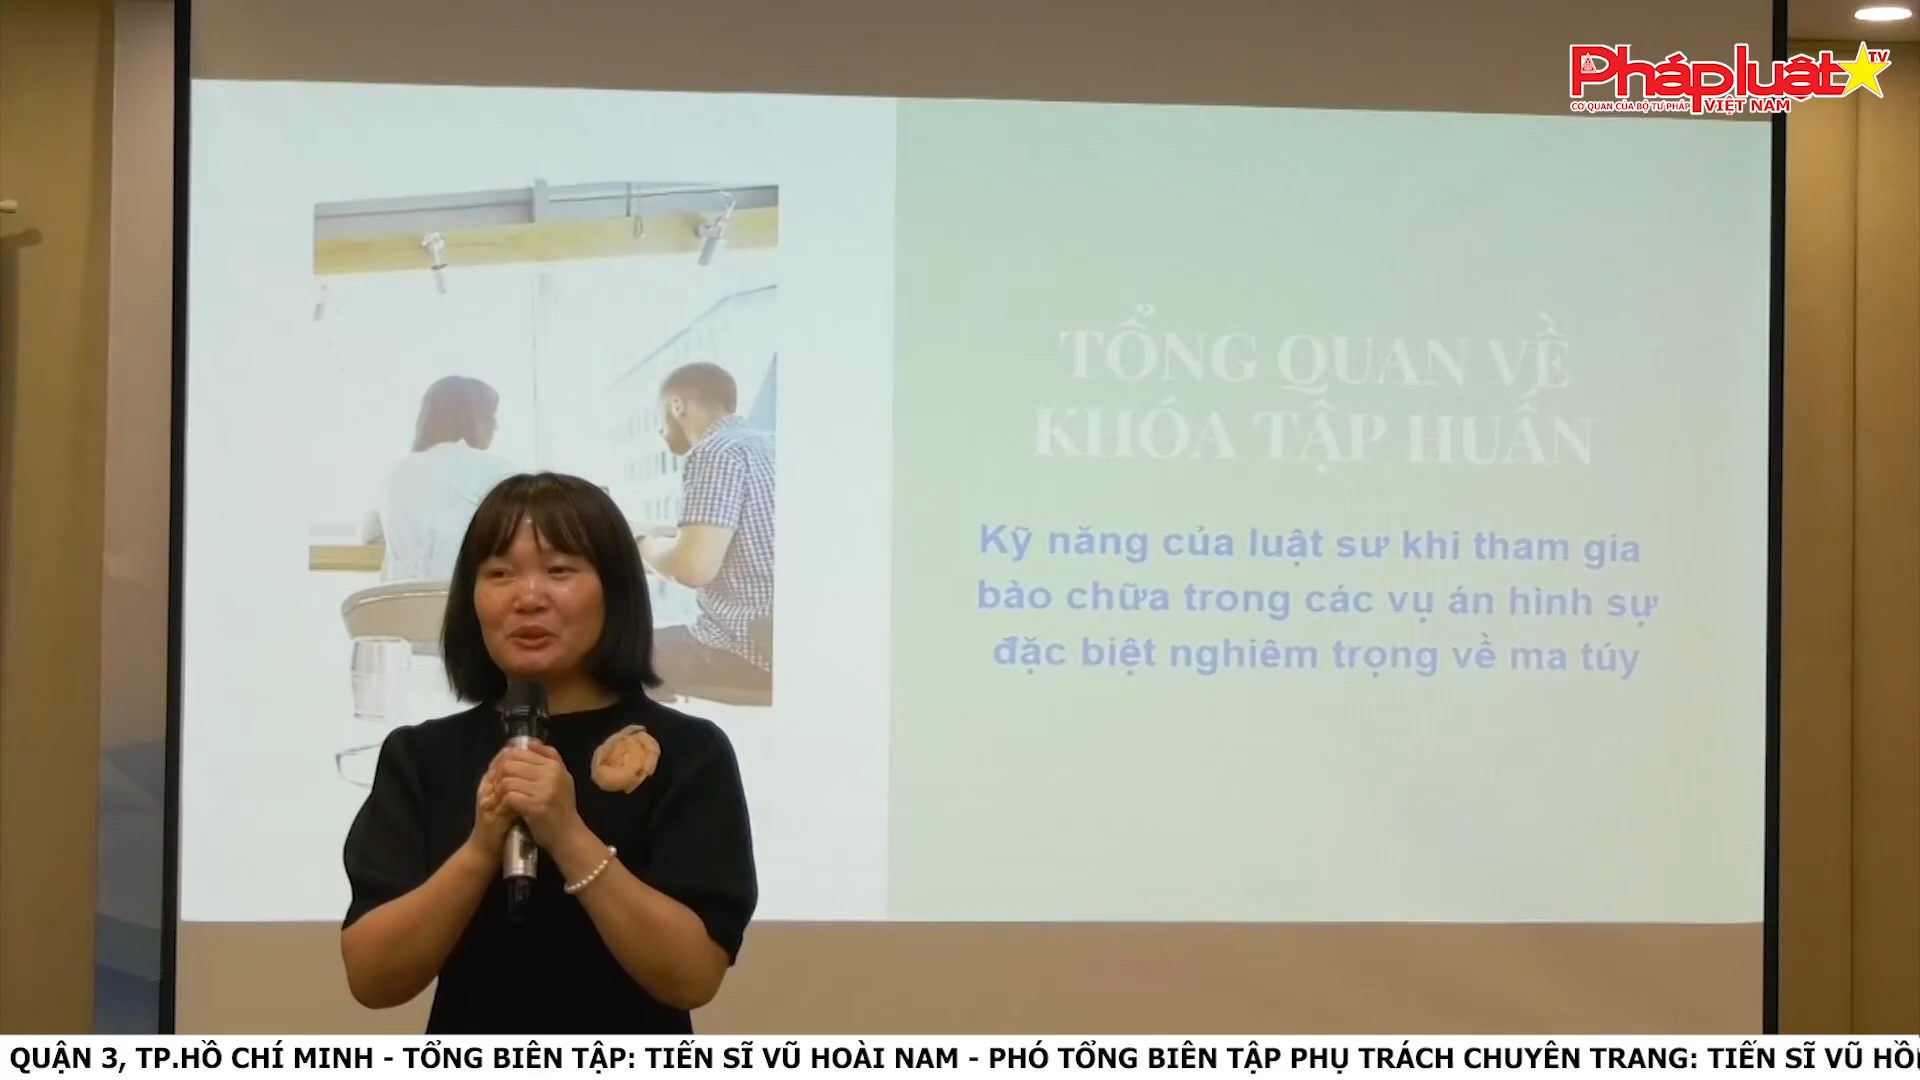 Phápluật TV
CƠ QUAN CỦA BỘ TƯ PHÁP VIỆT NAM
TỔNG QUAN VỀ
KHÓA TẬP HUẤN
Kỹ năng của luật sư khi tham gia
bào chữa trong các vụ án hình sự
đặc biệt nghiêm trọng về ma túy
QUẬN 3, TP.HỒ CHÍ MINH - TỔNG BIÊN TẬP: TIẾN SĨ VŨ HOÀI NAM - PHÓ TỔNG BIÊN TẬP PHỤ TRÁCH CHUYÊN TRANG: TIẾN SĨ VŨ